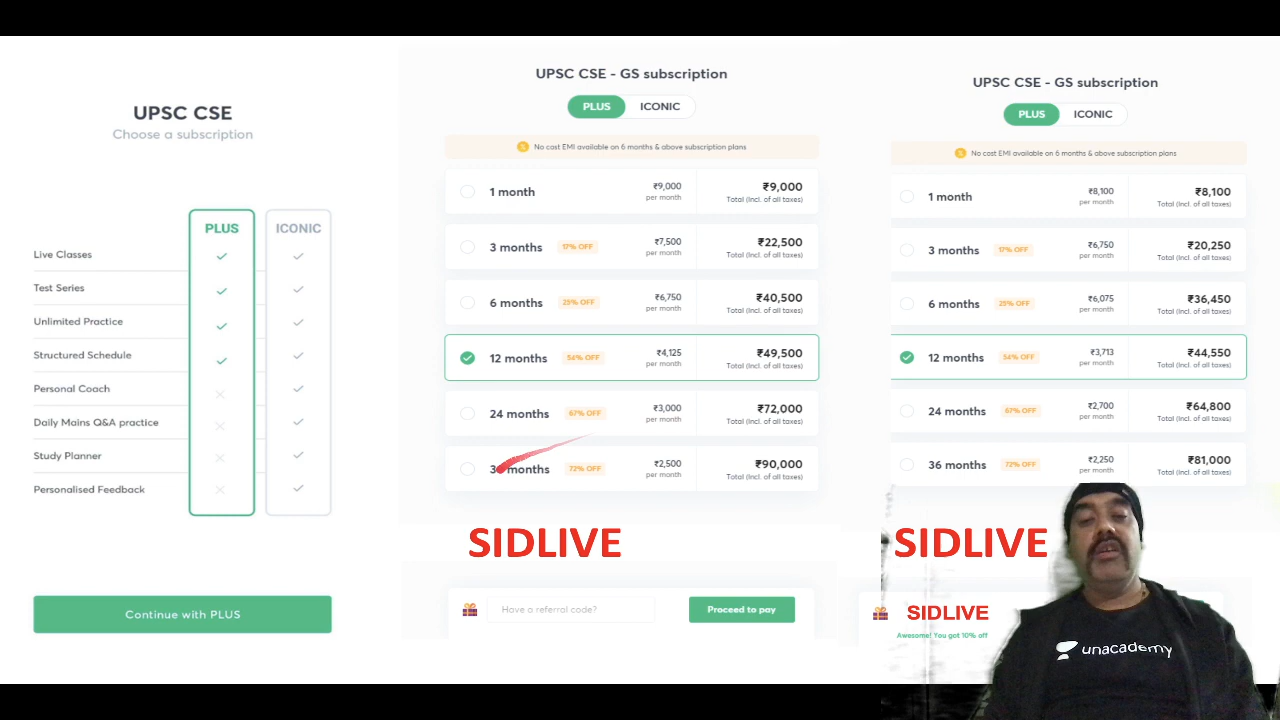 UPSC CSE
Choose a subscription
PLUS
ICONIC
Live Classes
Test Series
Unlimited Practice
Structured Schedule
Personal Coach
Daily Mains Q&A practice
Study Planner
Personalised Feedback
Continue with PLUS
UPSC CSE - GS subscription
PLUS
ICONIC
No cost EMI available on 6 months & above subscription plans
1 month ₹9,000 ₹9,000
per month Total (Incl. of all taxes)
3 months 17% OFF ₹7,500 ₹22,500
per month Total (Incl. of all taxes)
6 months 25% OFF ₹6,750 ₹40,500
per month Total (Incl. of all taxes)
12 months 54% OFF ₹4,125 ₹49,500
per month Total (Incl. of all taxes)
24 months 67% OFF ₹3,000 ₹72,000
per month Total (Incl. of all taxes)
36 months 72% OFF ₹2,500 ₹90,000
per month Total (Incl. of all taxes)
SIDLIVE
Have a referral code?
Proceed to pay
UPSC CSE - GS subscription
PLUS
ICONIC
No cost EMI available on 6 months & above subscription plans
1 month ₹8,100 ₹8,100
per month Total (Incl. of all taxes)
3 months 17% OFF ₹6,750 ₹20,250
per month Total (Incl. of all taxes)
6 months 25% OFF ₹6,075 ₹36,450
per month Total (Incl. of all taxes)
12 months 54% OFF ₹3,713 ₹44,550
per month Total (Incl. of all taxes)
24 months 67% OFF ₹2,700 ₹64,800
per month Total (Incl. of all taxes)
36 months 72% OFF ₹2,250 ₹81,000
per month Total (Incl. of all taxes)
SIDLIVE
SIDLIVE
Awesome! You got 10% off
unacademy